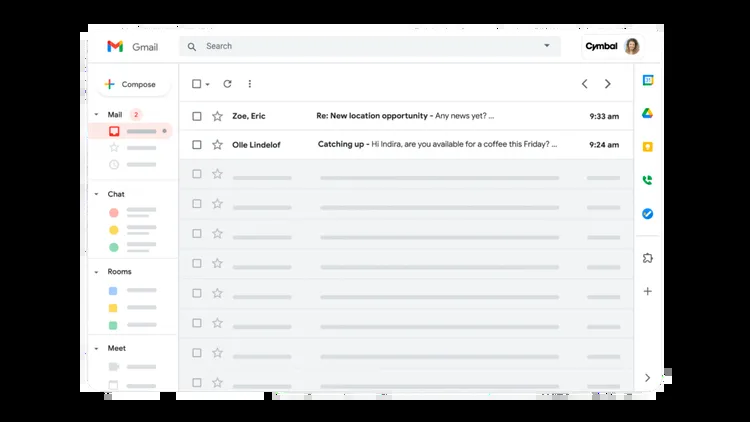 Gmail
Search
Cymbal
Compose
Mail 2
Zoe, Eric Re: New location opportunity - Any news yet? ... 9:33 am
Olle Lindelof Catching up - Hi Indira, are you available for a coffee this Friday? ... 9:24 am
Chat
Rooms
Meet